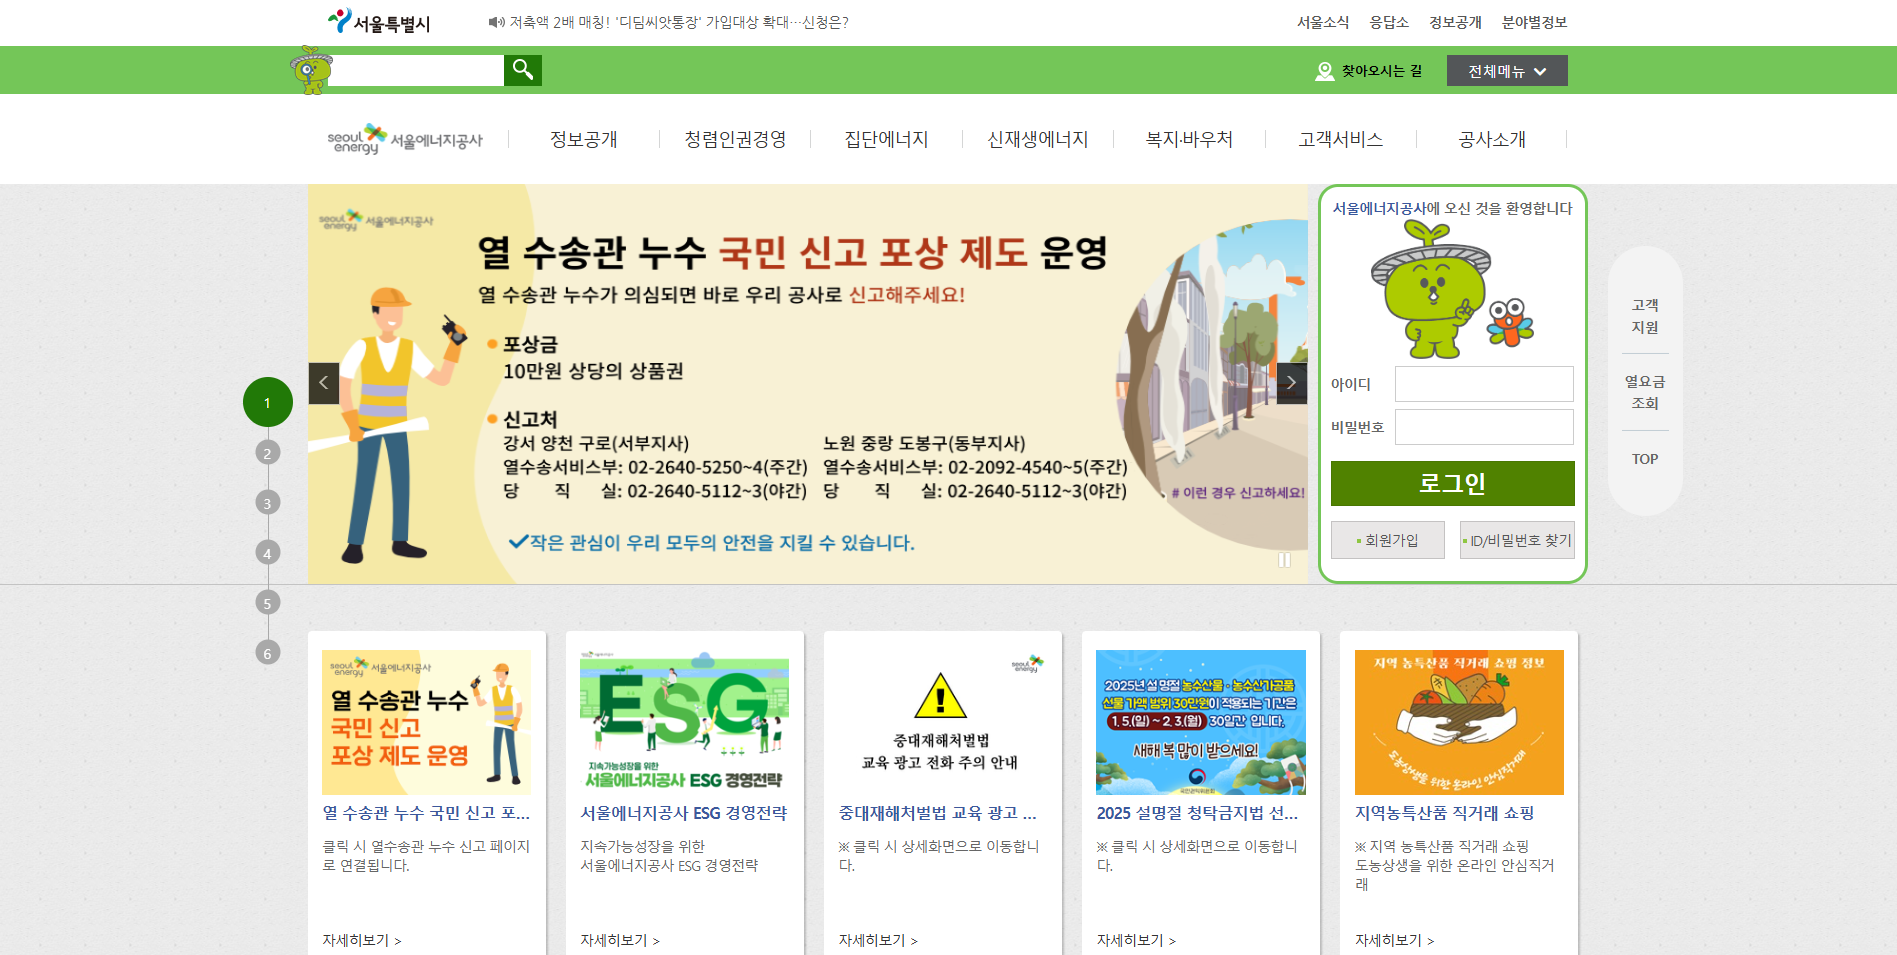 서울특별시
저축액 2배 매칭! '디딤씨앗통장' 가입대상 확대…신청은?
서울소식
응답소
정보공개
분야별정보
찾아오시는 길
전체메뉴
seoul energy 서울에너지공사
정보공개
청렴인권경영
집단에너지
신재생에너지
복지·바우처
고객서비스
공사소개
seoul energy 서울에너지공사
열 수송관 누수 국민 신고 포상 제도 운영
열 수송관 누수가 의심되면 바로 우리 공사로 신고해주세요!
포상금
10만원 상당의 상품권
신고처
강서 양천 구로(서부지사)
열수송서비스부: 02-2640-5250~4(주간)
당 직 실: 02-2640-5112~3(야간)
노원 중랑 도봉구(동부지사)
열수송서비스부: 02-2092-4540~5(주간)
당 직 실: 02-2640-5112~3(야간)
# 이런 경우 신고하세요!
작은 관심이 우리 모두의 안전을 지킬 수 있습니다.
1
2
3
4
5
6
서울에너지공사에 오신 것을 환영합니다
아이디
비밀번호
로그인
회원가입
ID/비밀번호 찾기
고객
지원
열요금
조회
TOP
seoul energy 서울에너지공사
열 수송관 누수
국민 신고
포상 제도 운영
열 수송관 누수 국민 신고 포...
클릭 시 열수송관 누수 신고 페이지
로 연결됩니다.
자세히보기 >
ESG
지속가능성장을 위한
서울에너지공사 ESG 경영전략
서울에너지공사 ESG 경영전략
지속가능성장을 위한
서울에너지공사 ESG 경영전략
자세히보기 >
seoul energy
중대재해처벌법
교육 광고 전화 주의 안내
중대재해처벌법 교육 광고 ...
※ 클릭 시 상세화면으로 이동합니
다.
자세히보기 >
2025년 설 명절 농수산물·농수산가공품
선물 가액 범위 30만원이 적용되는 기간은
1. 5.(일) ~ 2. 3.(월) 30일간 입니다.
새해 복 많이 받으세요!
국민권익위원회
2025 설명절 청탁금지법 선...
※ 클릭 시 상세화면으로 이동합니
다.
자세히보기 >
지역 농특산품 직거래 쇼핑 정보
도농상생을 위한 온라인 안심직거래
지역농특산품 직거래 쇼핑
※ 지역 농특산품 직거래 쇼핑
도농상생을 위한 온라인 안심직거
래
자세히보기 >